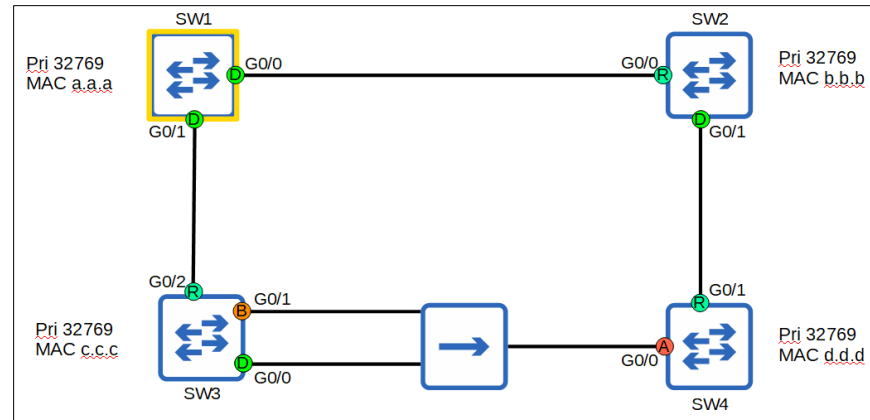 SW1
SW2
Pri 32769
MAC a.a.a
D
G0/0
G0/0
R
Pri 32769
MAC b.b.b
D
G0/1
D
G0/1
G0/2
R
G0/1
R
Pri 32769
MAC c.c.c
B
G0/1
D
G0/0
A
G0/0
Pri 32769
MAC d.d.d
SW3
SW4